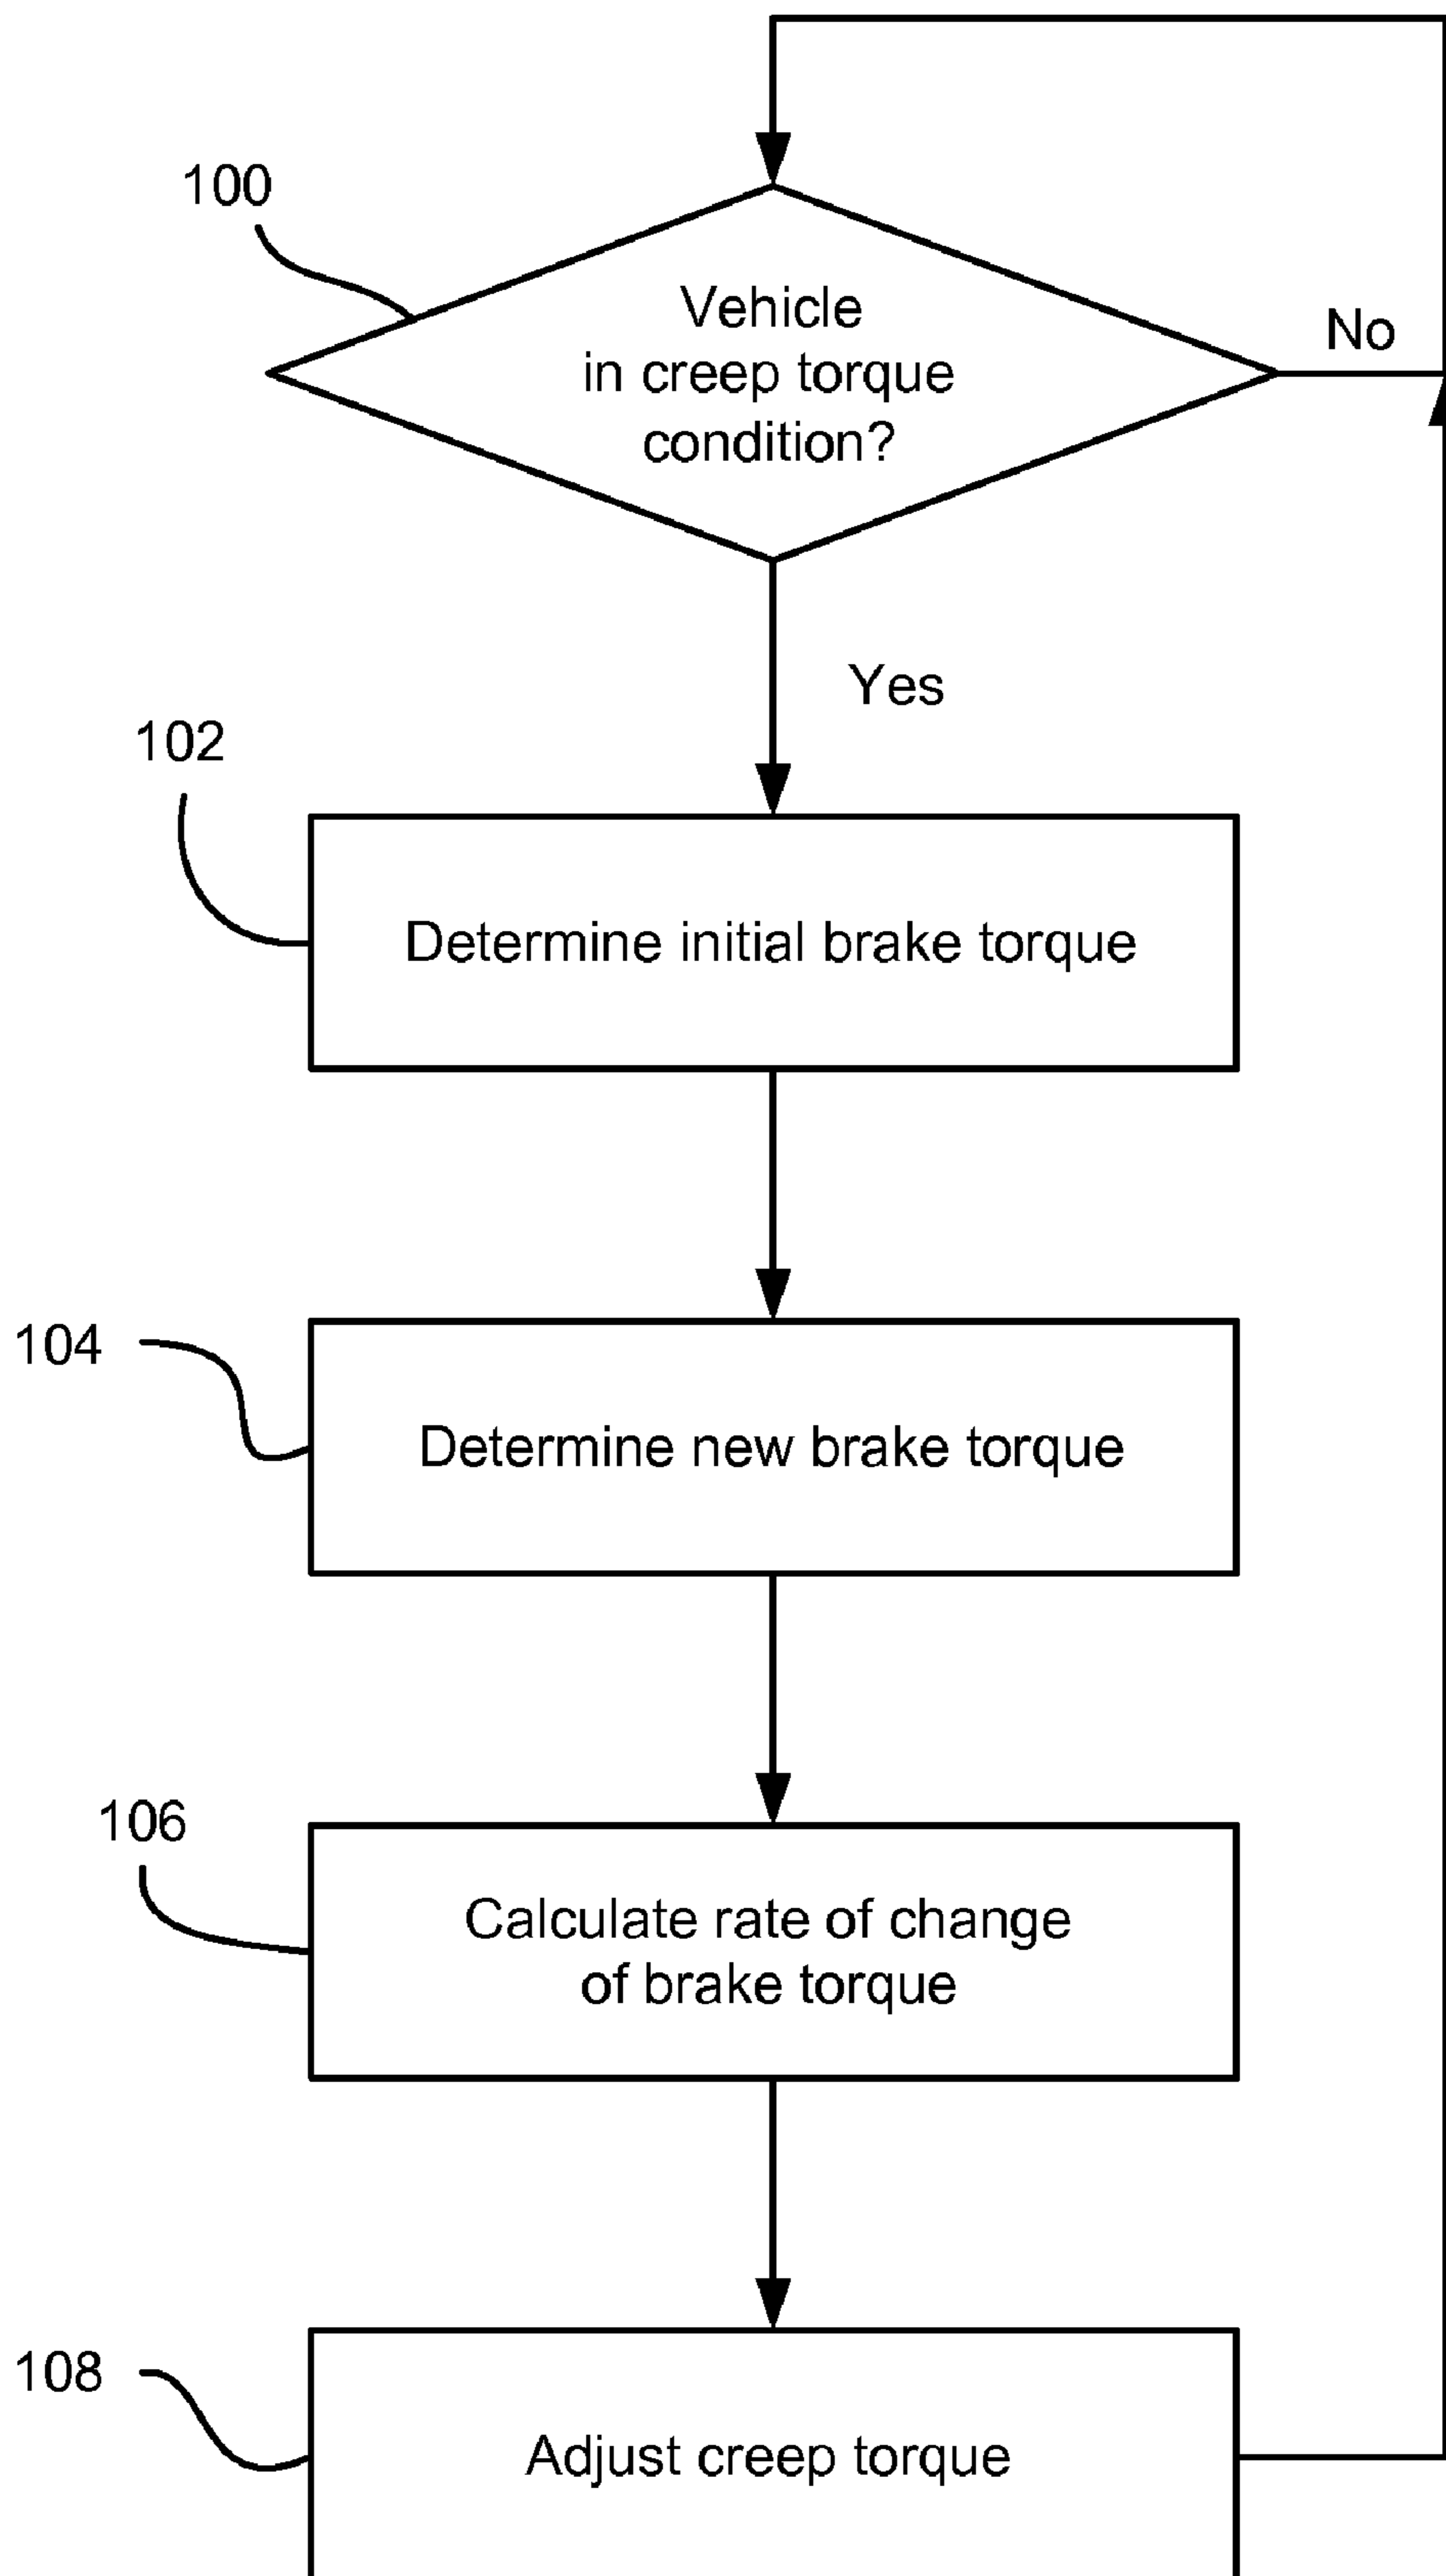 100
Vehicle
in creep torque
condition?
No
Yes
102
Determine initial brake torque
104
Determine new brake torque
106
Calculate rate of change
of brake torque
108
Adjust creep torque